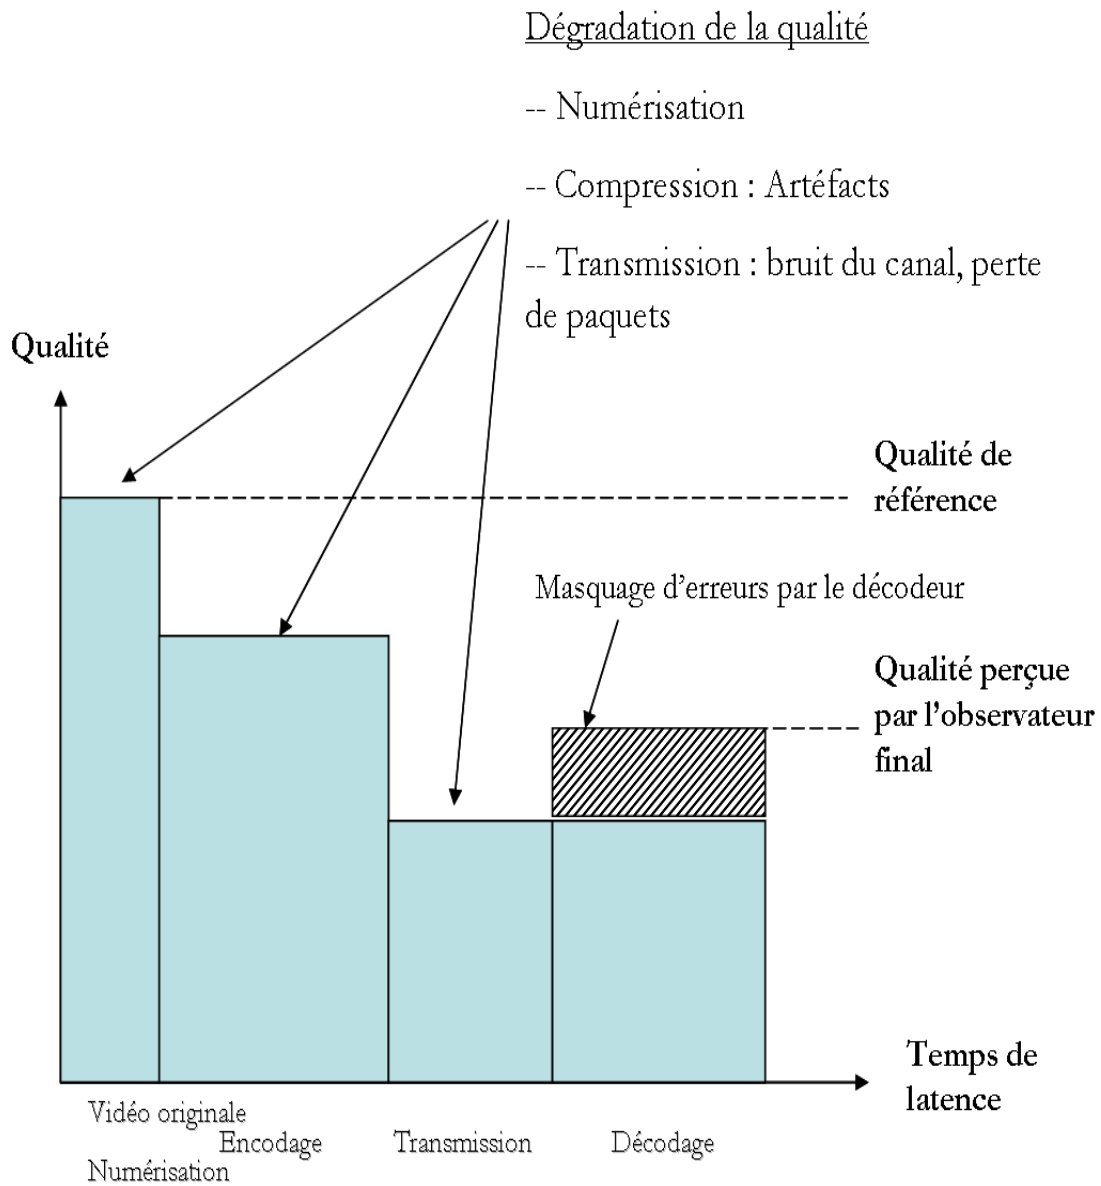 Dégradation de la qualité
-- Numérisation
-- Compression : Artéfacts
-- Transmission : bruit du canal, perte
de paquets
Qualité
Qualité de
référence
Masquage d'erreurs par le décodeur
Qualité perçue
par l'observateur
final
Temps de
latence
Vidéo originale
Numérisation
Encodage
Transmission
Décodage